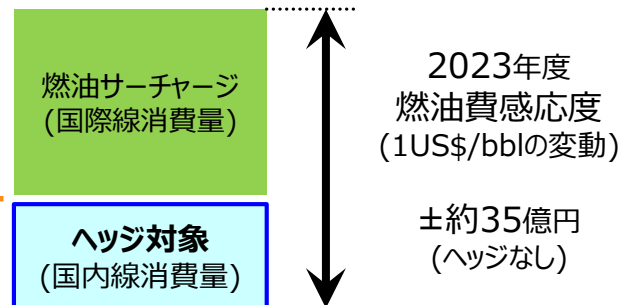 燃油サーチャージ
(国際線消費量)
ヘッジ対象
(国内線消費量)
2023年度
燃油費感応度
(1US$/bblの変動)
±約35億円
(ヘッジなし)